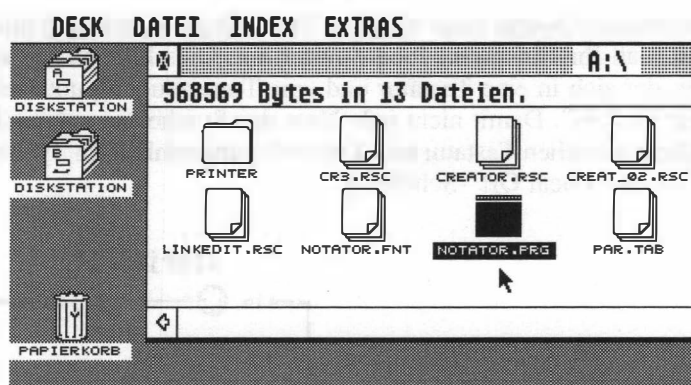 DESK DATEI INDEX EXTRAS
A:\
568569 Bytes in 13 Dateien.
A
DISKSTATION
B
DISKSTATION
PRINTER CR3.RSC CREATOR.RSC CREAT_02.RSC
LINKEDIT.RSC NOTATOR.FNT NOTATOR.PRG PAR.TAB
PAPIERKORB